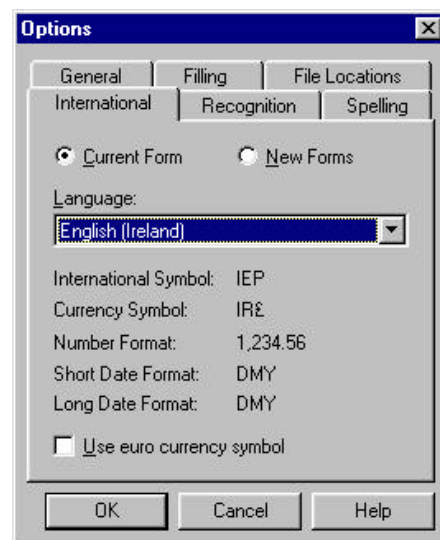 Options
General Filling File Locations
International Recognition Spelling
Current Form New Forms
Language:
English (Ireland)
International Symbol: IEP
Currency Symbol: IR£
Number Format: 1,234.56
Short Date Format: DMY
Long Date Format: DMY
Use euro currency symbol
OK Cancel Help